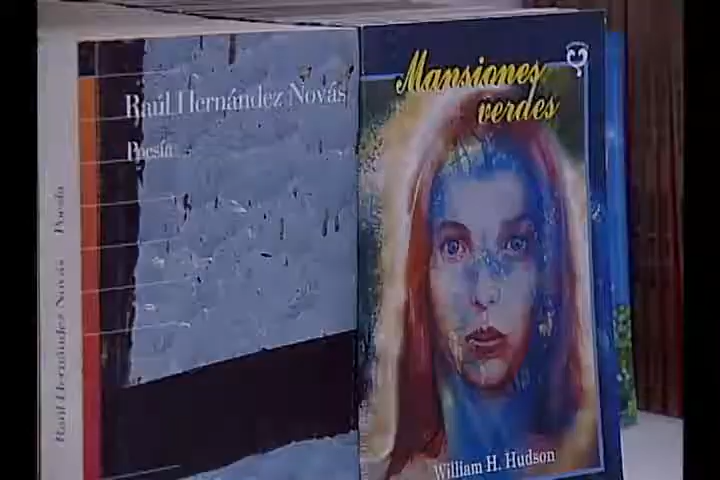 Raúl Hernández Novás
Poesía
Raúl Hernández Novás Poesía
Mansiones
verdes
William H. Hudson